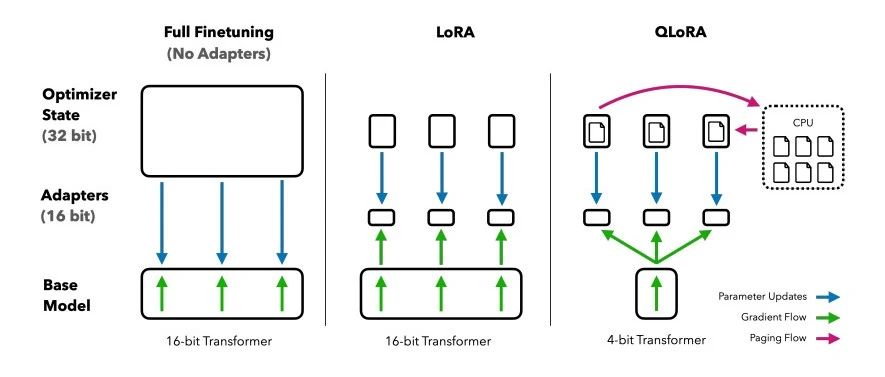 Full Finetuning
(No Adapters)
LoRA
QLoRA
Optimizer
State
(32 bit)
CPU
Adapters
(16 bit)
Base
Model
Parameter Updates
Gradient Flow
Paging Flow
16-bit Transformer
16-bit Transformer
4-bit Transformer